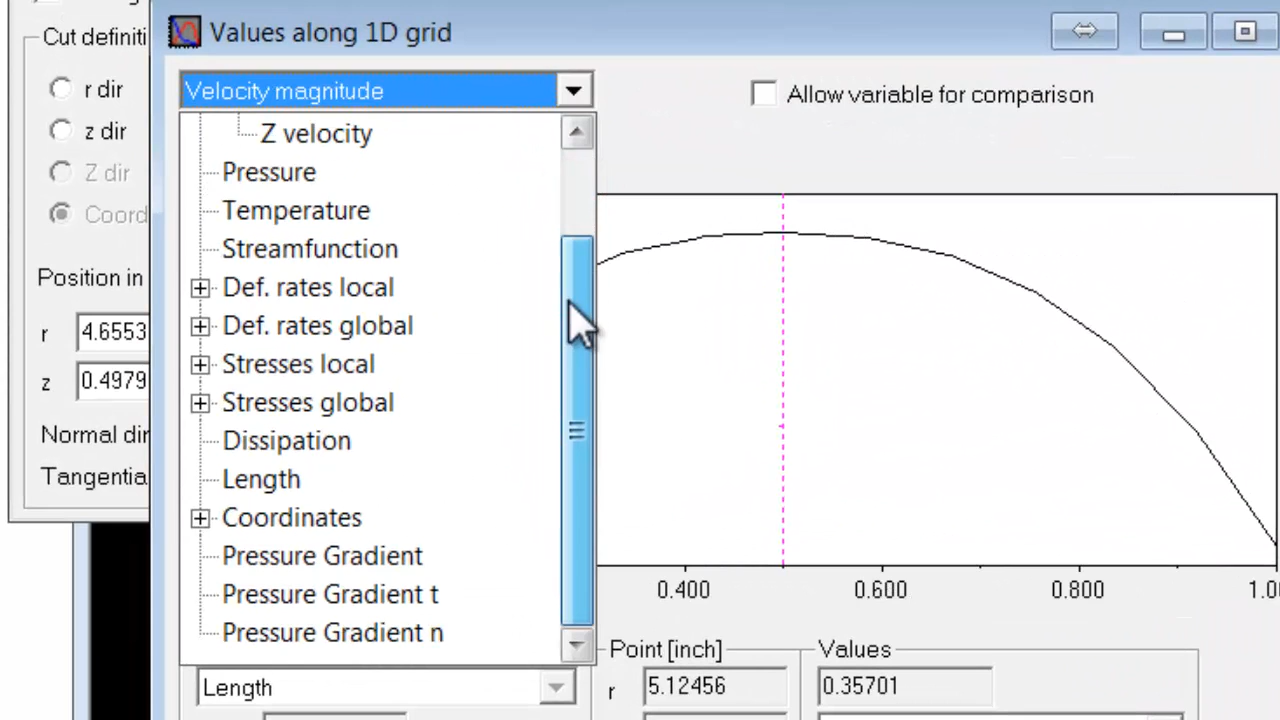 Values along 1D grid
Cut definiti
r dir
z dir
Z dir
Coord
Position in
r 4.6553
z 0.4979
Normal dir
Tangentia
Velocity magnitude
Allow variable for comparison
Z velocity
Pressure
Temperature
Streamfunction
Def. rates local
Def. rates global
Stresses local
Stresses global
Dissipation
Length
Coordinates
Pressure Gradient
Pressure Gradient t
Pressure Gradient n
0.400 0.600 0.800 1.0
Length
Point [inch]
r 5.12456
Values
0.35701